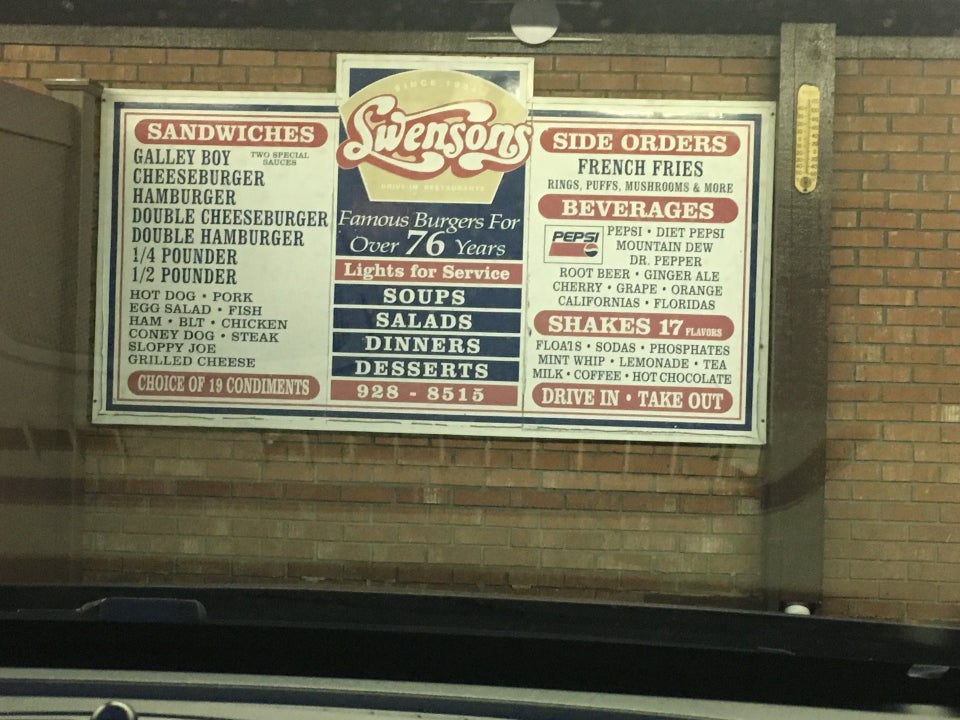 SANDWICHES
GALLEY BOY TWO SPECIAL SAUCES
CHEESEBURGER
HAMBURGER
DOUBLE CHEESEBURGER
DOUBLE HAMBURGER
1/4 POUNDER
1/2 POUNDER
HOT DOG • PORK
EGG SALAD • FISH
HAM • BLT • CHICKEN
CONEY DOG • STEAK
SLOPPY JOE
GRILLED CHEESE
CHOICE OF 19 CONDIMENTS
SINCE 1934
Swensons
DRIVE-IN RESTAURANTS
Famous Burgers For
Over 76 Years
Lights for Service
SOUPS
SALADS
DINNERS
DESSERTS
928 - 8515
SIDE ORDERS
FRENCH FRIES
RINGS, PUFFS, MUSHROOMS & MORE
BEVERAGES
PEPSI
PEPSI • DIET PEPSI
MOUNTAIN DEW
DR. PEPPER
ROOT BEER • GINGER ALE
CHERRY • GRAPE • ORANGE
CALIFORNIAS • FLORIDAS
SHAKES 17 FLAVORS
FLOATS • SODAS • PHOSPHATES
MINT WHIP • LEMONADE • TEA
MILK • COFFEE • HOT CHOCOLATE
DRIVE IN • TAKE OUT